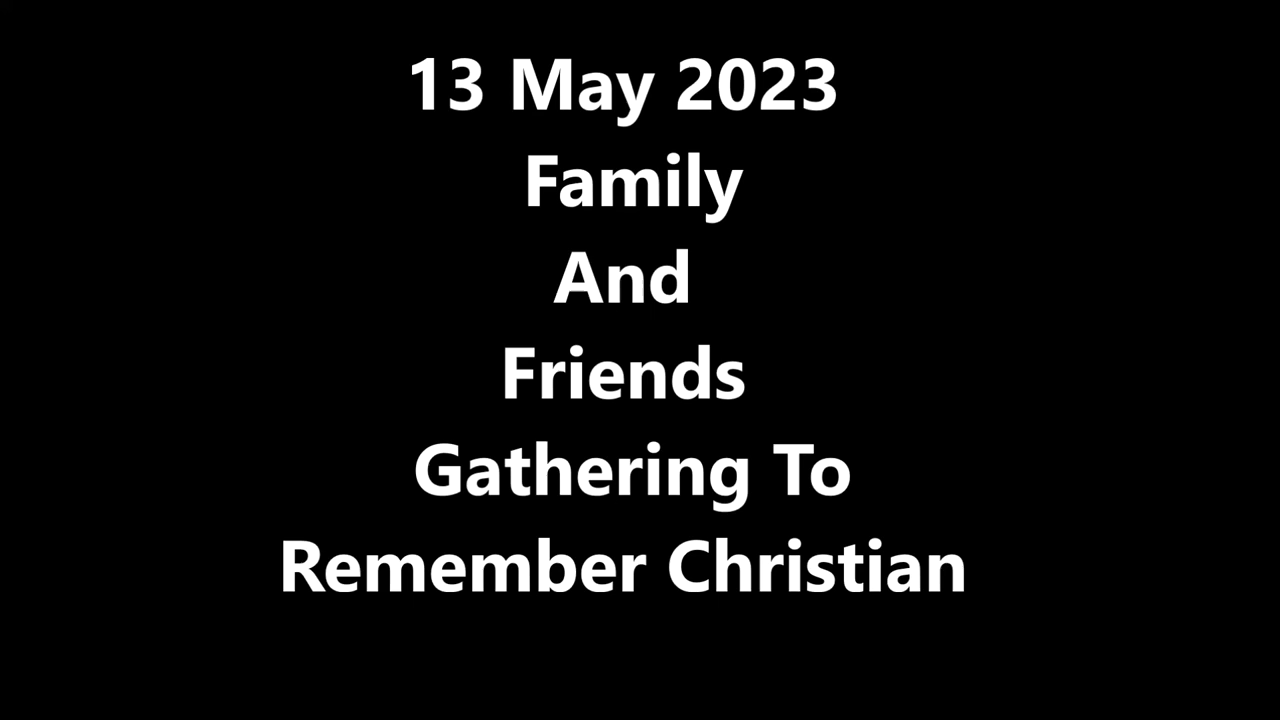 13 May 2023
Family
And
Friends
Gathering To
Remember Christian